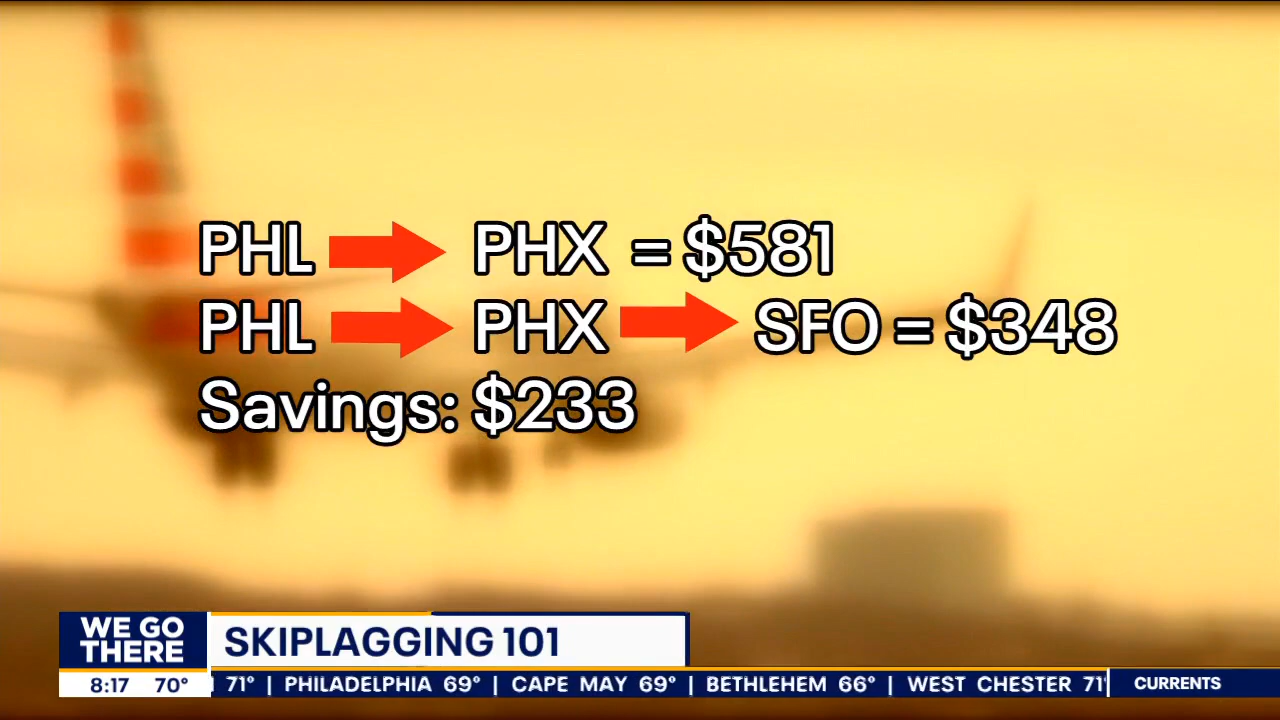 PHL PHX = $581
PHL PHX SFO = $348
Savings: $233
WE GO
THERE
SKIPLAGGING 101
8:17 70° 71° | PHILADELPHIA 69° | CAPE MAY 69° | BETHLEHEM 66° | WEST CHESTER 71° CURRENTS